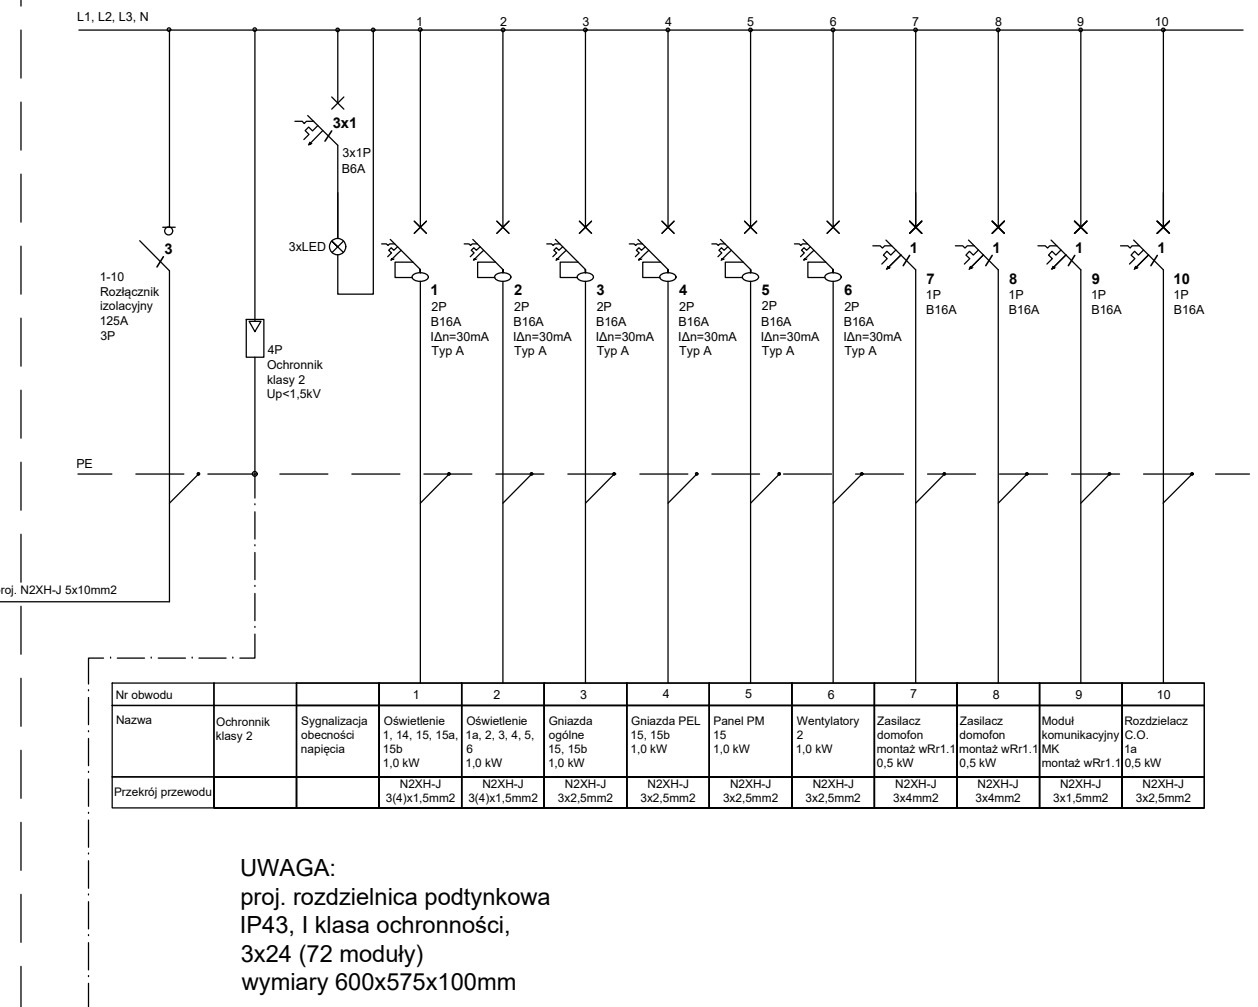 L1, L2, L3, N
1
2
3
4
5
6
7
8
9
10
3x1
3x1P
B6A
3xLED
3
1-10
Rozłącznik
izolacyjny
125A
3P
4P
Ochronnik
klasy 2
Up<1,5kV
1
2P
B16A
IΔn=30mA
Typ A
2
2P
B16A
IΔn=30mA
Typ A
3
2P
B16A
IΔn=30mA
Typ A
4
2P
B16A
IΔn=30mA
Typ A
5
2P
B16A
IΔn=30mA
Typ A
6
2P
B16A
IΔn=30mA
Typ A
1
7
1P
B16A
1
8
1P
B16A
1
9
1P
B16A
1
10
1P
B16A
PE
roj. N2XH-J 5x10mm2
Nr obwodu
1
2
3
4
5
6
7
8
9
10
Nazwa
Ochronnik
klasy 2
Sygnalizacja
obecności
napięcia
Oświetlenie
1, 14, 15, 15a,
15b
1,0 kW
Oświetlenie
1a, 2, 3, 4, 5,
6
1,0 kW
Gniazda
ogólne
15, 15b
1,0 kW
Gniazda PEL
15, 15b
1,0 kW
Panel PM
15
1,0 kW
Wentylatory
2
1,0 kW
Zasilacz
domofon
montaż wRr1.1
0,5 kW
Zasilacz
domofon
montaż wRr1.1
0,5 kW
Moduł
komunikacyjny
MK
montaż wRr1.1
Rozdzielacz
C.O.
1a
0,5 kW
Przekrój przewodu
N2XH-J
3(4)x1,5mm2
N2XH-J
3(4)x1,5mm2
N2XH-J
3x2,5mm2
N2XH-J
3x2,5mm2
N2XH-J
3x2,5mm2
N2XH-J
3x2,5mm2
N2XH-J
3x4mm2
N2XH-J
3x4mm2
N2XH-J
3x1,5mm2
N2XH-J
3x2,5mm2
UWAGA:
proj. rozdzielnica podtynkowa
IP43, I klasa ochronności,
3x24 (72 moduły)
wymiary 600x575x100mm